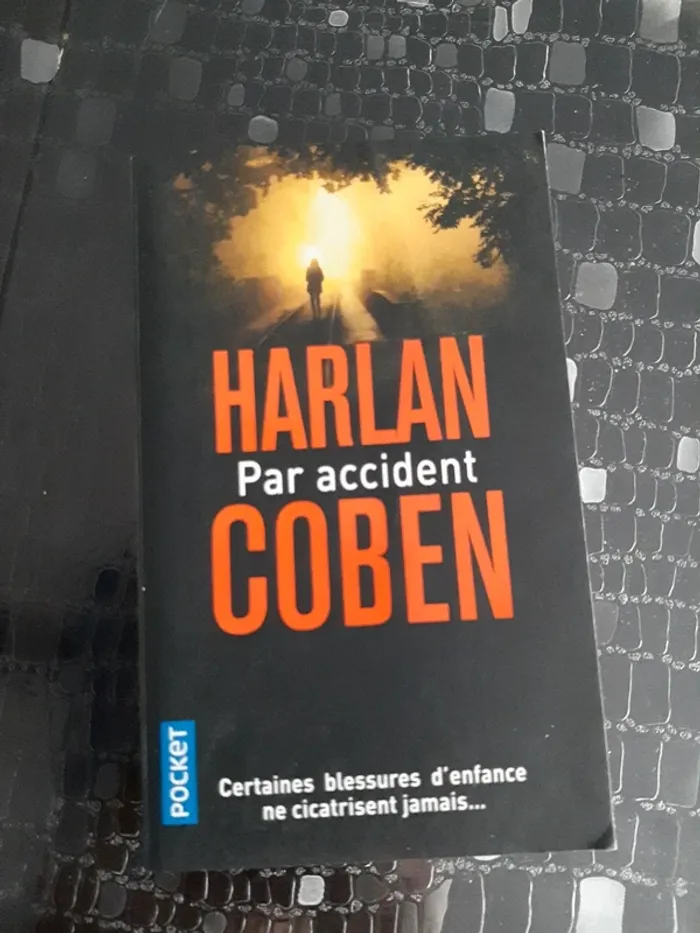 HARLAN
Par accident
COBEN
POCKET
Certaines blessures d'enfance
ne cicatrisent jamais...